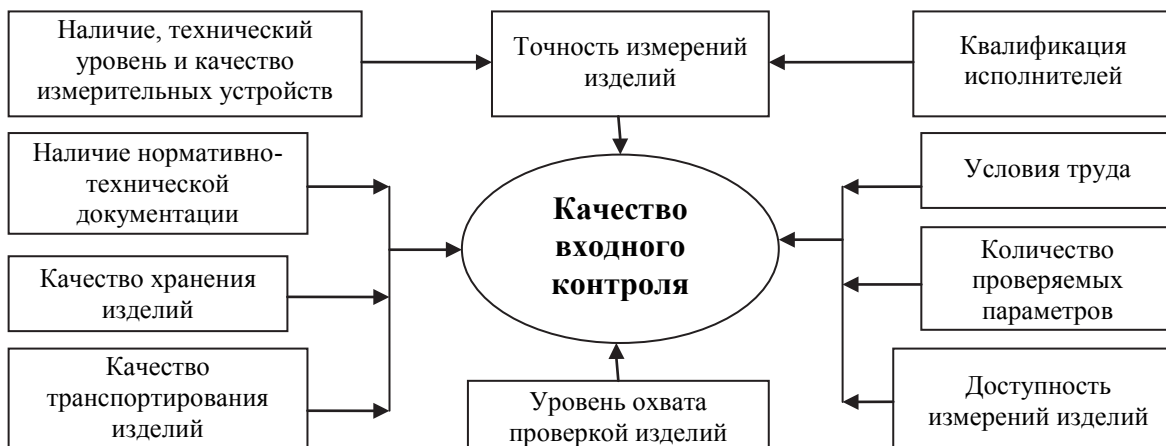 Наличие, технический
уровень и качество
измерительных устройств
Точность измерений
изделий
Квалификация
исполнителей
Наличие нормативно-
технической
документации
Условия труда
Качество
входного
контроля
Качество хранения
изделий
Количество
проверяемых
параметров
Качество
транспортирования
изделий
Уровень охвата
проверкой изделий
Доступность
измерений изделий